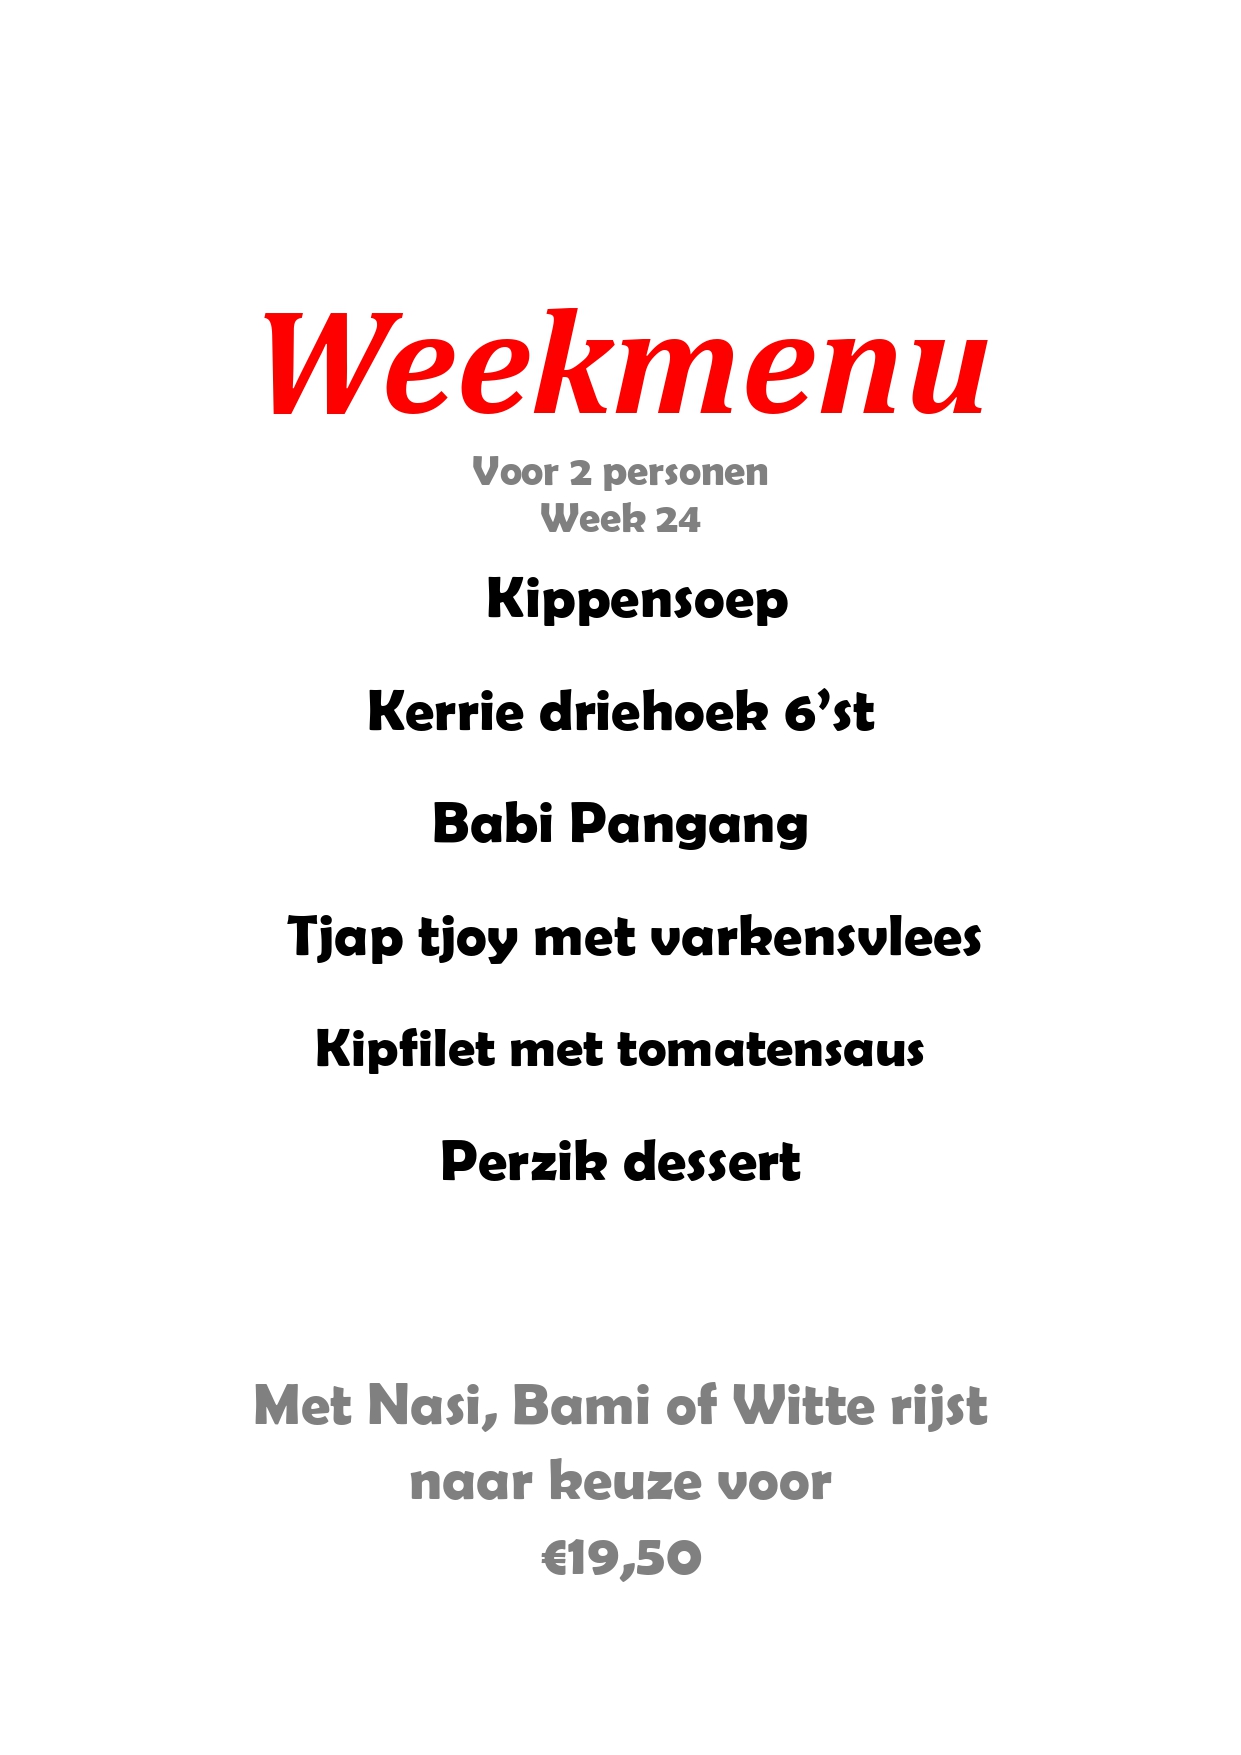 Weekmenu
Voor 2 personen
Week 24
Kippensoep
Kerrie driehoek 6’st
Babi Pangang
Tjap tjoy met varkensvlees
Kipfilet met tomatensaus
Perzik dessert
Met Nasi, Bami of Witte rijst
naar keuze voor
€19,50